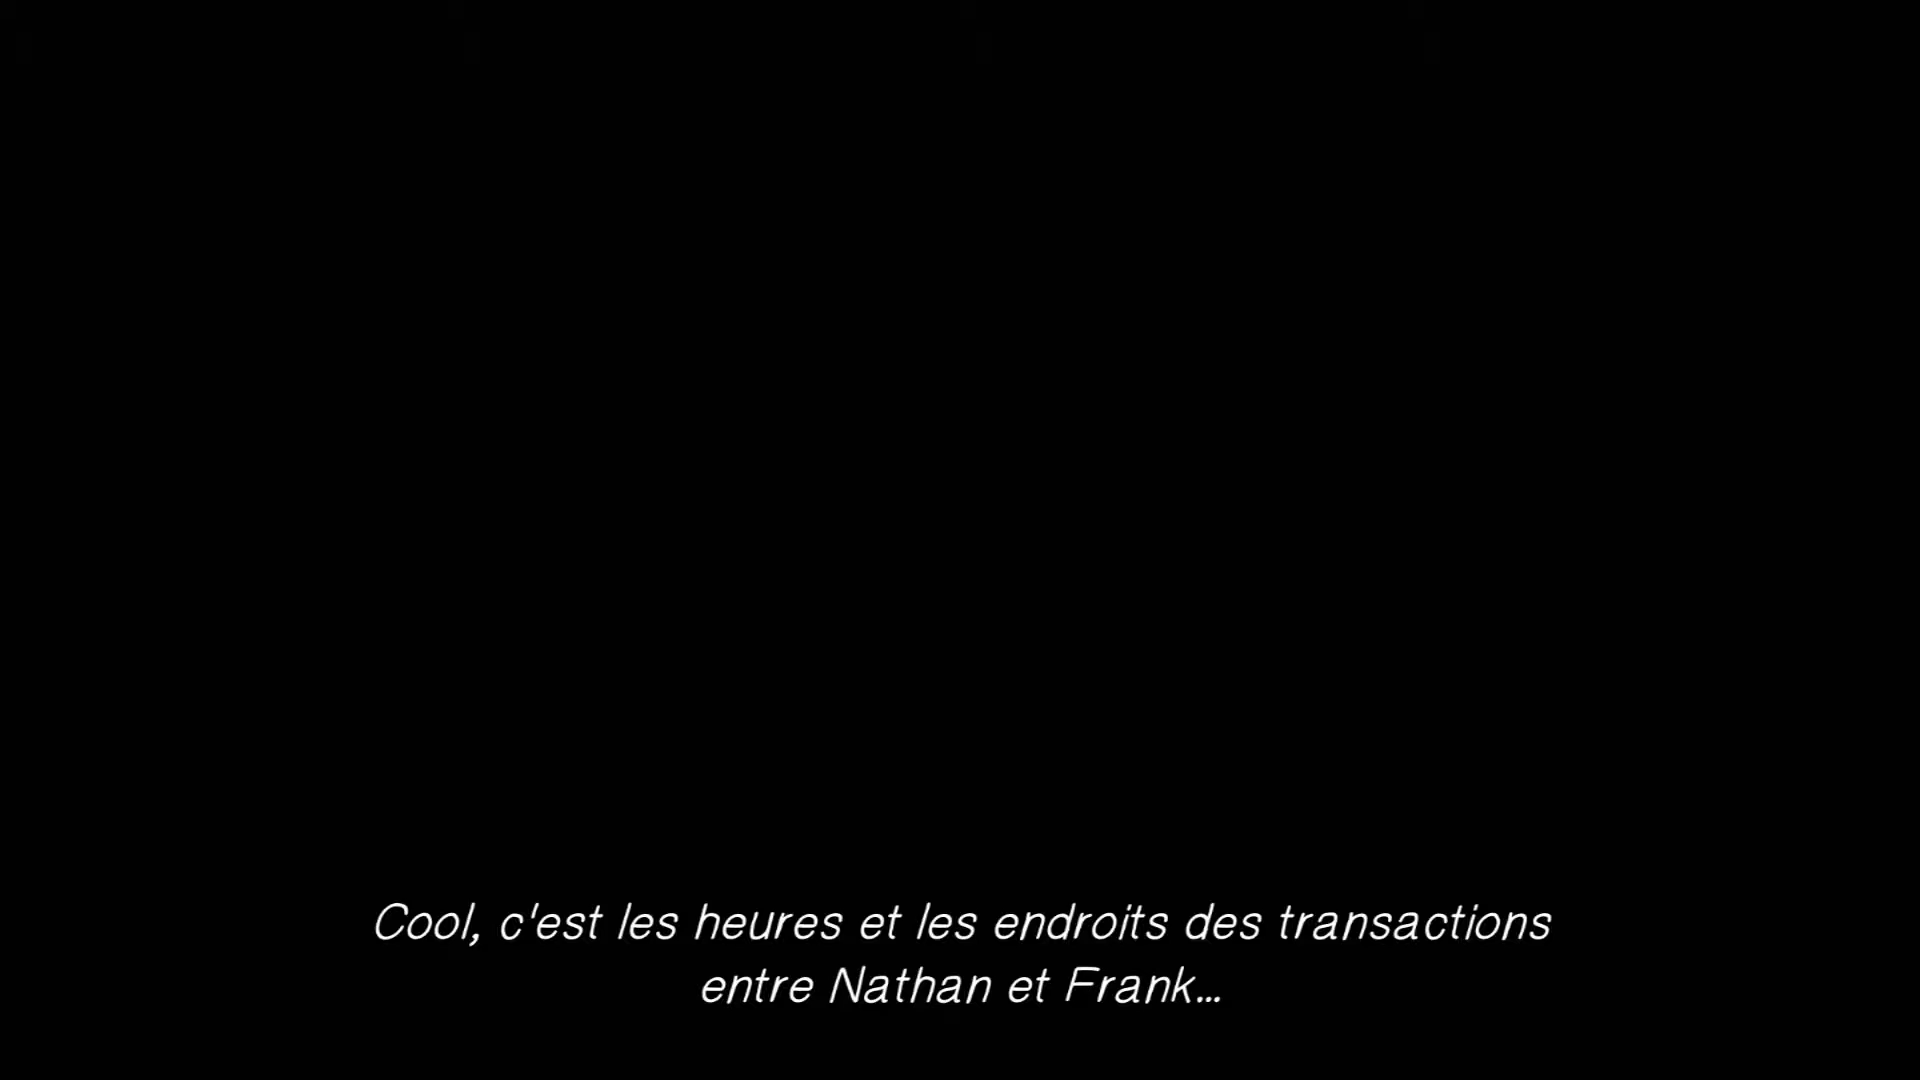 Cool, c'est les heures et les endroits des transactions
entre Nathan et Frank...